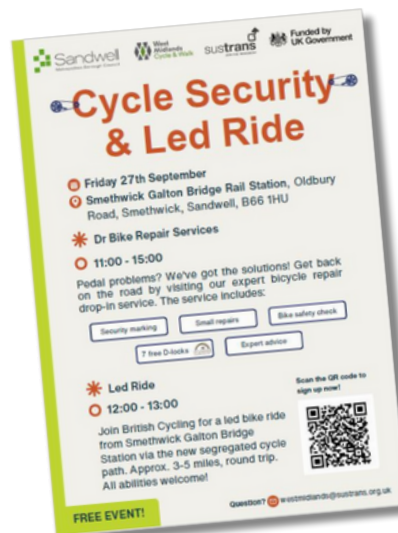 Sandwell
Metropolitan Borough Council
West
Midlands
Cycle & Walk
sustrans
Funded by
UK Government
Cycle Security
& Led Ride
Friday 27th September
Smethwick Galton Bridge Rail Station, Oldbury
Road, Smethwick, Sandwell, B66 1HU
Dr Bike Repair Services
11:00 - 15:00
Pedal problems? We've got the solutions! Get back
on the road by visiting our expert bicycle repair
drop-in service. The service includes:
Security marking
Small repairs
Bike safety check
7 free D-locks
Expert advice
Led Ride
12:00 - 13:00
Join British Cycling for a led bike ride
from Smethwick Galton Bridge
Station via the new segregated cycle
path. Approx. 3-5 miles, round trip.
All abilities welcome!
Scan the QR code to
sign up now!
FREE EVENT!
Question? westmidlands@sustrans.org.uk